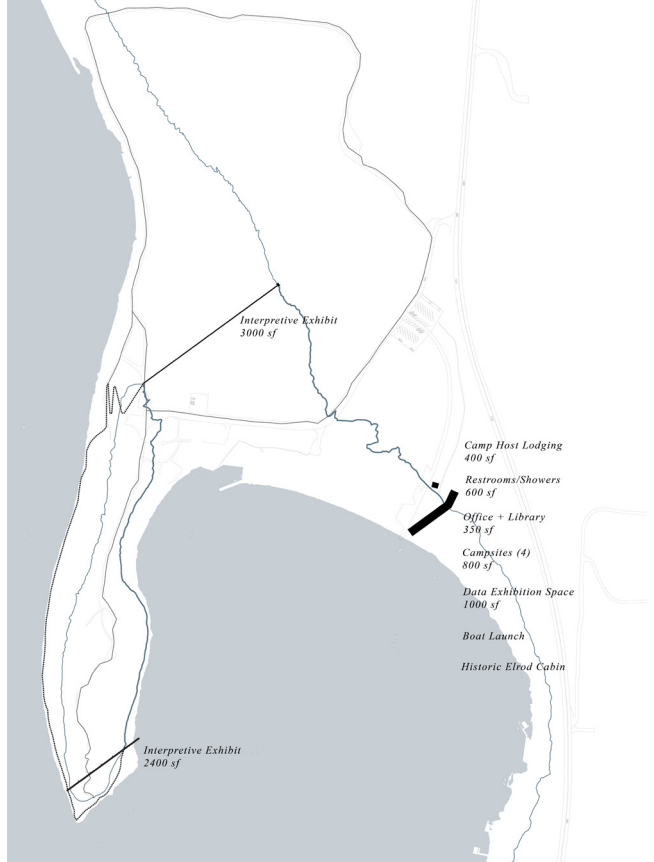 Interpretive Exhibit
3000 sf
Camp Host Lodging
400 sf
Restrooms/Showers
600 sf
Office + Library
350 sf
Campsites (4)
800 sf
Data Exhibition Space
1000 sf
Boat Launch
Historic Elrod Cabin
Interpretive Exhibit
2400 sf